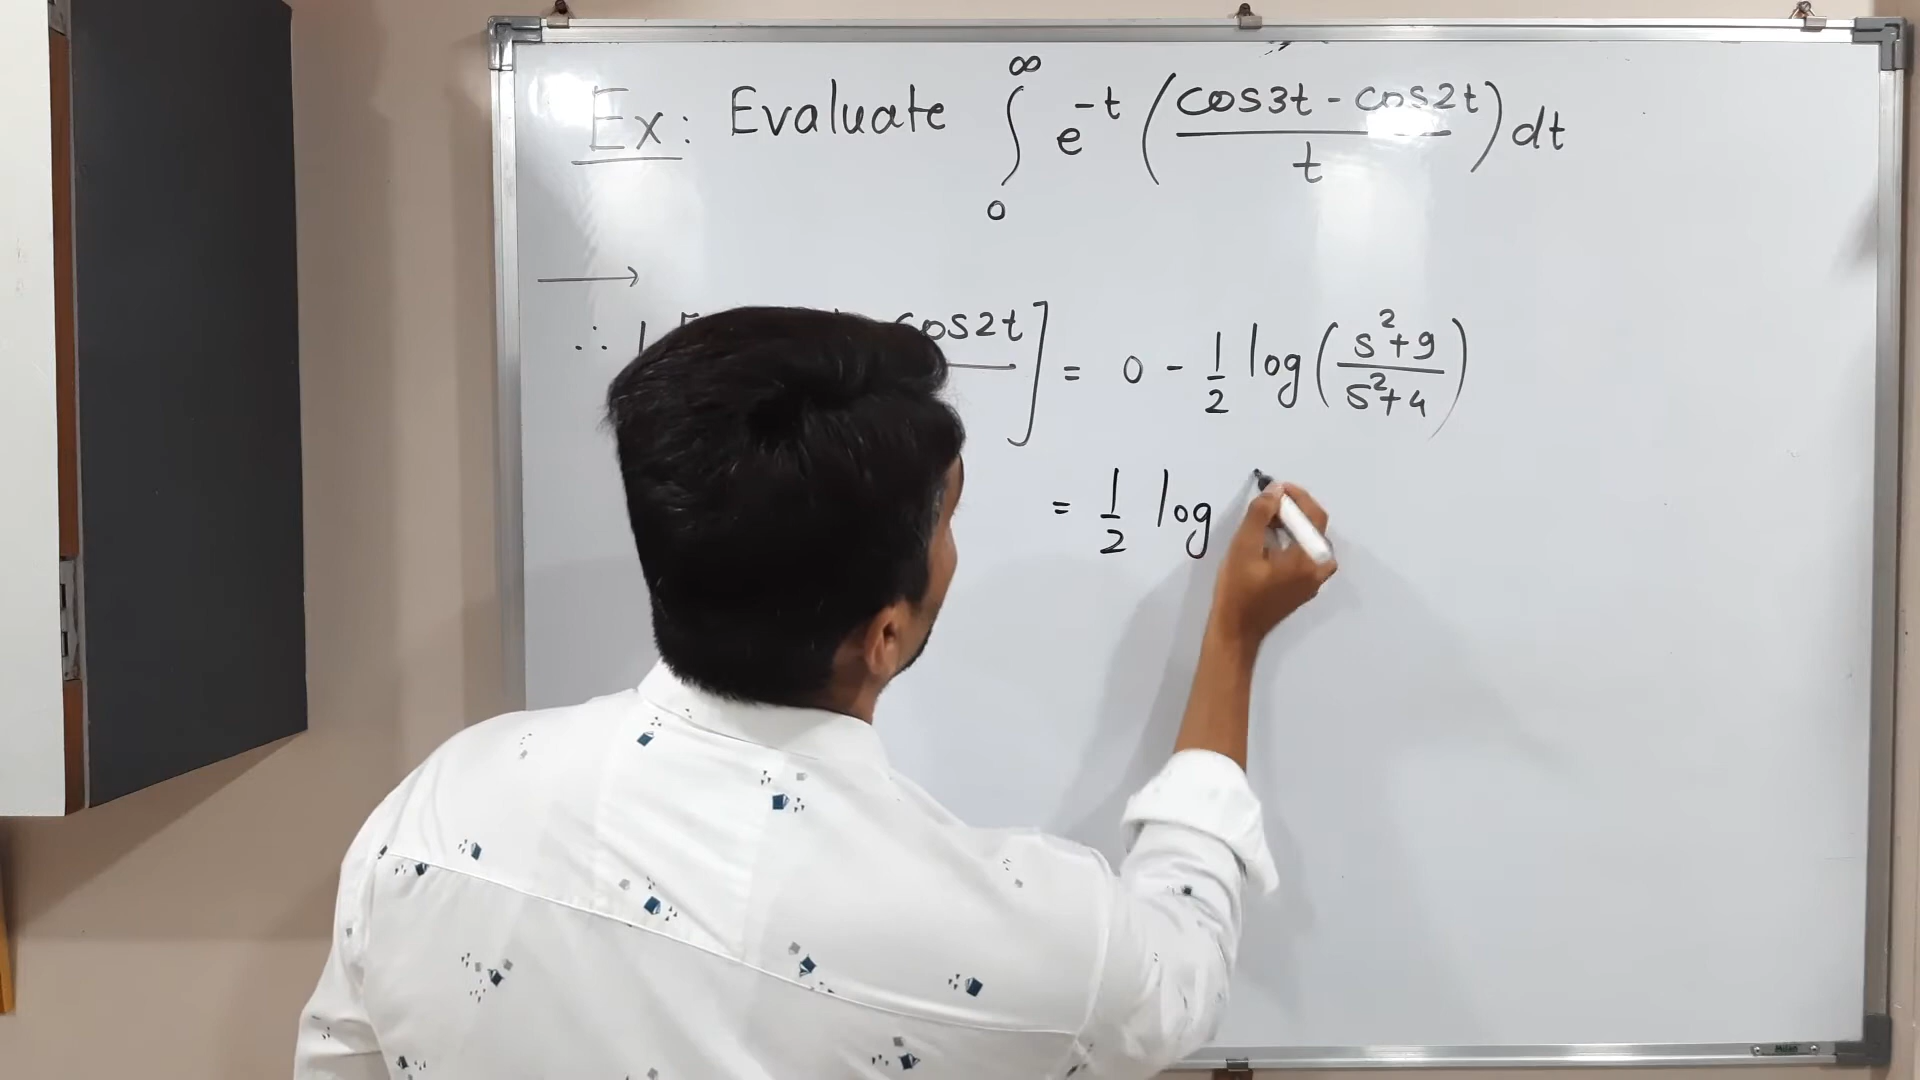 Ex: Evaluate ∫₀^∞ e^-t ((cos3t - cos2t)/t) dt
∴ cos2t ] = 0 - 1/2 log((s²+9)/(s²+4))
= 1/2 log